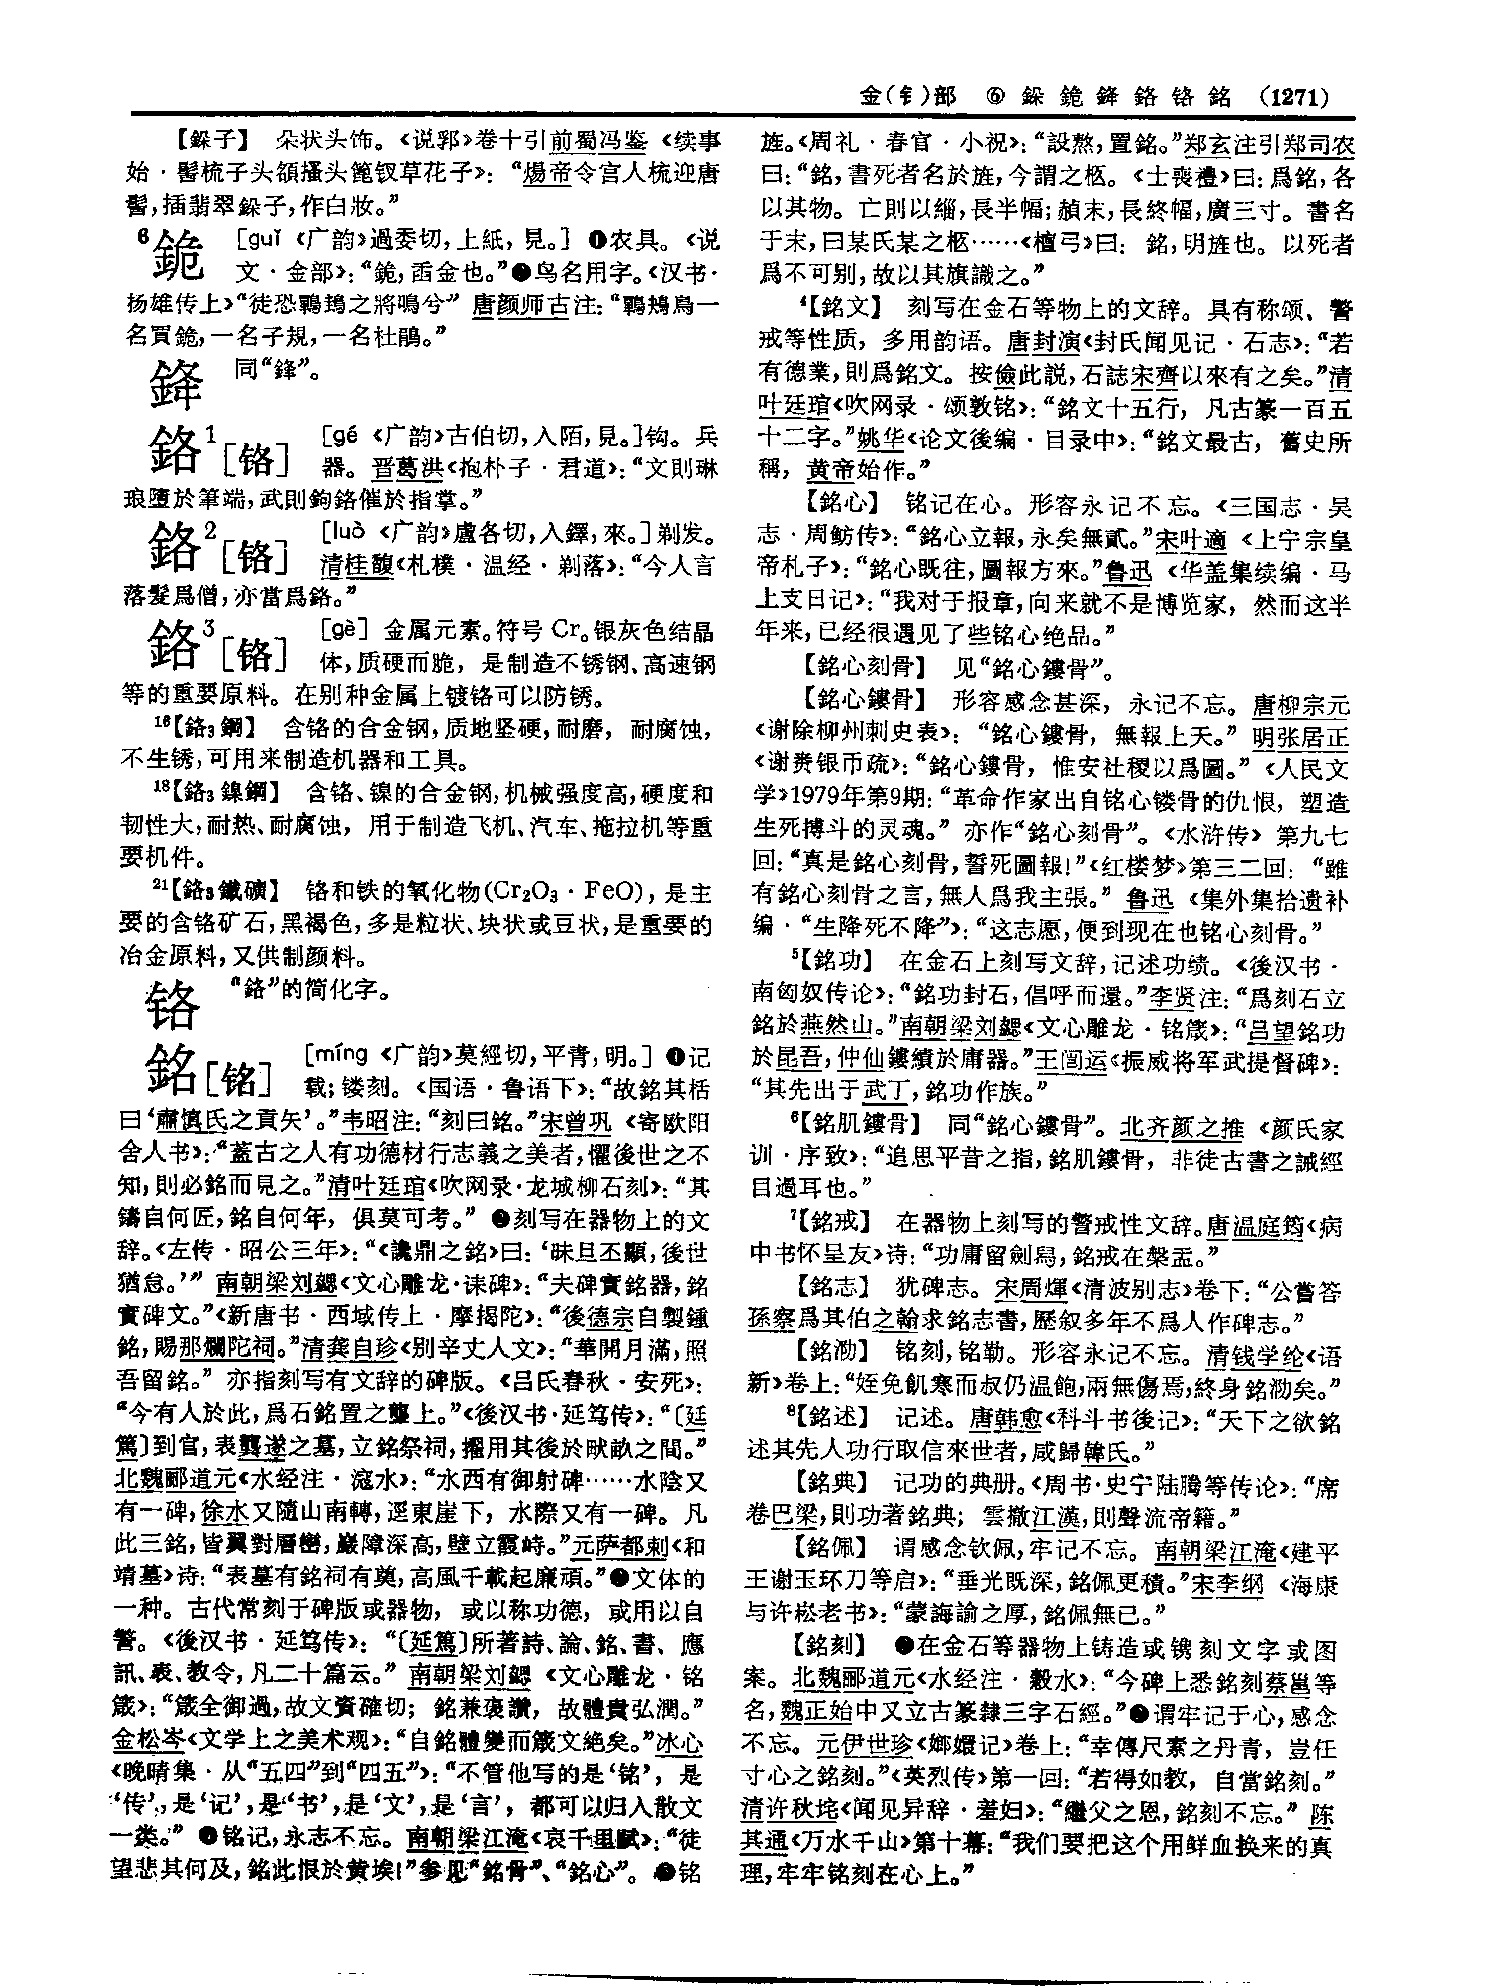 金(钅)部 ⑥ 鉌 鉋 鋒 鉻 铬 銘 (1271)
【鉌子】 朵状头饰。《说郛》卷十引前蜀冯鉴《续事
始·髻梳子头頷搔头篦钗草花子》：“煬帝令宫人梳迎唐
髻，插翡翠鉌子，作白妝。”
6 鉋 [guǐ 《广韵》過委切，上紙，見。] ❶农具。《说
文·金部》：“鉋，臿金也。”❷鸟名用字。《汉书·
扬雄传上》“徒恐鷤䳏之將鳴兮” 唐颜师古注：“鷤鴂鳥一
名買鉋，一名子規，一名杜鵑。”
鋒 同“鋒”。
鉻1[铬] [gé 《广韵》古伯切，入陌，見。]钩。兵
器。晋葛洪《抱朴子·君道》：“文則琳
琅墮於筆端，武則鉤鉻催於指掌。”
鉻2[铬] [luò 《广韵》盧各切，入鐸，來。]剃发。
清桂馥《札樸·温经·剃落》：“今人言
落髮爲僧，亦當爲鉻。”
鉻3[铬] [gè] 金属元素。符号Cr。银灰色结晶
体，质硬而脆，是制造不锈钢、高速钢
等的重要原料。在别种金属上镀铬可以防锈。
16【鉻3鋼】 含铬的合金钢，质地坚硬，耐磨，耐腐蚀，
不生锈，可用来制造机器和工具。
18【鉻3鎳鋼】 含铬、镍的合金钢，机械强度高，硬度和
韧性大，耐热、耐腐蚀，用于制造飞机、汽车、拖拉机等重
要机件。
21【鉻3鐵礦】 铬和铁的氧化物(Cr₂O₃·FeO)，是主
要的含铬矿石，黑褐色，多是粒状、块状或豆状，是重要的
冶金原料，又供制颜料。
铬 “鉻”的简化字。
銘[铭] [míng 《广韵》莫經切，平青，明。] ❶记
载；镂刻。《国语·鲁语下》：“故銘其栝
曰‘肅慎氏之貢矢’。”韦昭注：“刻曰銘。”宋曾巩《寄欧阳
舍人书》：“蓋古之人有功德材行志義之美者，懼後世之不
知，則必銘而見之。”清叶廷琯《吹网录·龙城柳石刻》：“其
鑄自何匠，銘自何年，俱莫可考。” ❷刻写在器物上的文
辞。《左传·昭公三年》：“《讒鼎之銘》曰：‘昧旦丕顯，後世
猶怠。’” 南朝梁刘勰《文心雕龙·诔碑》：“夫碑實銘器，銘
實碑文。”《新唐书·西域传上·摩揭陀》：“後德宗自製鍾
銘，賜那爛陀祠。”清龚自珍《别辛丈人文》：“華開月滿，照
吾留銘。” 亦指刻写有文辞的碑版。《吕氏春秋·安死》：
“今有人於此，爲石銘置之壟上。”《後汉书·延笃传》：“〔延
篤〕到官，表龔遂之墓，立銘祭祠，擢用其後於畎畝之間。”
北魏郦道元《水经注·滱水》：“水西有御射碑……水陰又
有一碑，徐水又隨山南轉，逕東崖下，水際又有一碑。凡
此三銘，皆翼對層巒，巖障深高，壁立霞峙。”元萨都剌《和
靖墓》诗：“表墓有銘祠有奠，高風千載起廉頑。”❸文体的
一种。古代常刻于碑版或器物，或以称功德，或用以自
警。《後汉书·延笃传》：“〔延篤〕所著詩、論、銘、書、應
訊、表、教令，凡二十篇云。” 南朝梁刘勰《文心雕龙·铭
箴》：“箴全御過，故文資確切；銘兼褒讚，故體貴弘潤。”
金松岑《文学上之美术观》：“自銘體變而箴文絶矣。”冰心
《晚晴集·从“五四”到“四五”》：“不管他写的是‘铭’，是
‘传’，是‘记’，是‘书’，是‘文’，是‘言’，都可以归入散文
一类。” ❹铭记，永志不忘。南朝梁江淹《哀千里賦》：“徒
望悲其何及，銘此恨於黄埃！”参见“銘骨”、“銘心”。❺铭
旌。《周礼·春官·小祝》：“設熬，置銘。”郑玄注引郑司农
曰：“銘，書死者名於旌，今謂之柩。《士喪禮》曰：爲銘，各
以其物。亡則以緇，長半幅；赬末，長終幅，廣三寸。書名
于末，曰某氏某之柩……《檀弓》曰：銘，明旌也。以死者
爲不可别，故以其旗識之。”
4【銘文】 刻写在金石等物上的文辞。具有称颂、警
戒等性质，多用韵语。唐封演《封氏闻见记·石志》：“若
有德業，則爲銘文。按儉此説，石誌宋齊以來有之矣。”清
叶廷琯《吹网录·颂敦铭》：“銘文十五行，凡古篆一百五
十二字。”姚华《论文後编·目录中》：“銘文最古，舊史所
稱，黄帝始作。”
【銘心】 铭记在心。形容永记不忘。《三国志·吴
志·周鲂传》：“銘心立報，永矣無貳。”宋叶適《上宁宗皇
帝札子》：“銘心既往，圖報方來。”鲁迅《华盖集续编·马
上支日记》：“我对于报章，向来就不是博览家，然而这半
年来，已经很遇见了些铭心绝品。”
【銘心刻骨】 见“銘心鏤骨”。
【銘心鏤骨】 形容感念甚深，永记不忘。唐柳宗元
《谢除柳州刺史表》：“銘心鏤骨，無報上天。” 明张居正
《谢赉银币疏》：“銘心鏤骨，惟安社稷以爲圖。”《人民文
学》1979年第9期：“革命作家出自铭心镂骨的仇恨，塑造
生死搏斗的灵魂。” 亦作“銘心刻骨”。《水浒传》第九七
回：“真是銘心刻骨，誓死圖報！”《红楼梦》第三二回：“雖
有銘心刻骨之言，無人爲我主張。” 鲁迅《集外集拾遗补
编·“生降死不降”》：“这志愿，便到现在也铭心刻骨。”
5【銘功】 在金石上刻写文辞，记述功绩。《後汉书·
南匈奴传论》：“銘功封石，倡呼而還。”李贤注：“爲刻石立
銘於燕然山。”南朝梁刘勰《文心雕龙·铭箴》：“吕望銘功
於昆吾，仲山鏤績於庸器。”王闿运《振威将军武提督碑》：
“其先出于武丁，銘功作族。”
6【銘肌鏤骨】 同“銘心鏤骨”。北齐颜之推《颜氏家
训·序致》：“追思平昔之指，銘肌鏤骨，非徒古書之誡經
目過耳也。”
7【銘戒】 在器物上刻写的警戒性文辞。唐温庭筠《病
中书怀呈友》诗：“功庸留劍舄，銘戒在槃盂。”
【銘志】 犹碑志。宋周煇《清波别志》卷下：“公嘗答
孫察爲其伯之翰求銘志書，歷叙多年不爲人作碑志。”
【銘泐】 铭刻，铭勒。形容永记不忘。清钱学纶《语
新》卷上：“姪免飢寒而叔仍温飽，兩無傷焉，終身銘泐矣。”
8【銘述】 记述。唐韩愈《科斗书後记》：“天下之欲銘
述其先人功行取信來世者，咸歸韓氏。”
【銘典】 记功的典册。《周书·史宁陆腾等传论》：“席
卷巴梁，則功著銘典；雲撤江漢，則聲流帝籍。”
【銘佩】 谓感念钦佩，牢记不忘。南朝梁江淹《建平
王谢玉环刀等启》：“垂光既深，銘佩更積。”宋李纲《海康
与许崧老书》：“蒙誨諭之厚，銘佩無已。”
【銘刻】 ❶在金石等器物上铸造或镌刻文字或图
案。北魏郦道元《水经注·穀水》：“今碑上悉銘刻蔡邕等
名，魏正始中又立古篆隸三字石經。”❷谓牢记于心，感念
不忘。元伊世珍《嫏嬛记》卷上：“幸傳尺素之丹青，豈任
寸心之銘刻。”《英烈传》第一回：“若得如教，自當銘刻。”
清许秋垞《闻见异辞·羞妇》：“繼父之恩，銘刻不忘。” 陈
其通《万水千山》第十幕：“我们要把这个用鲜血换来的真
理，牢牢铭刻在心上。”